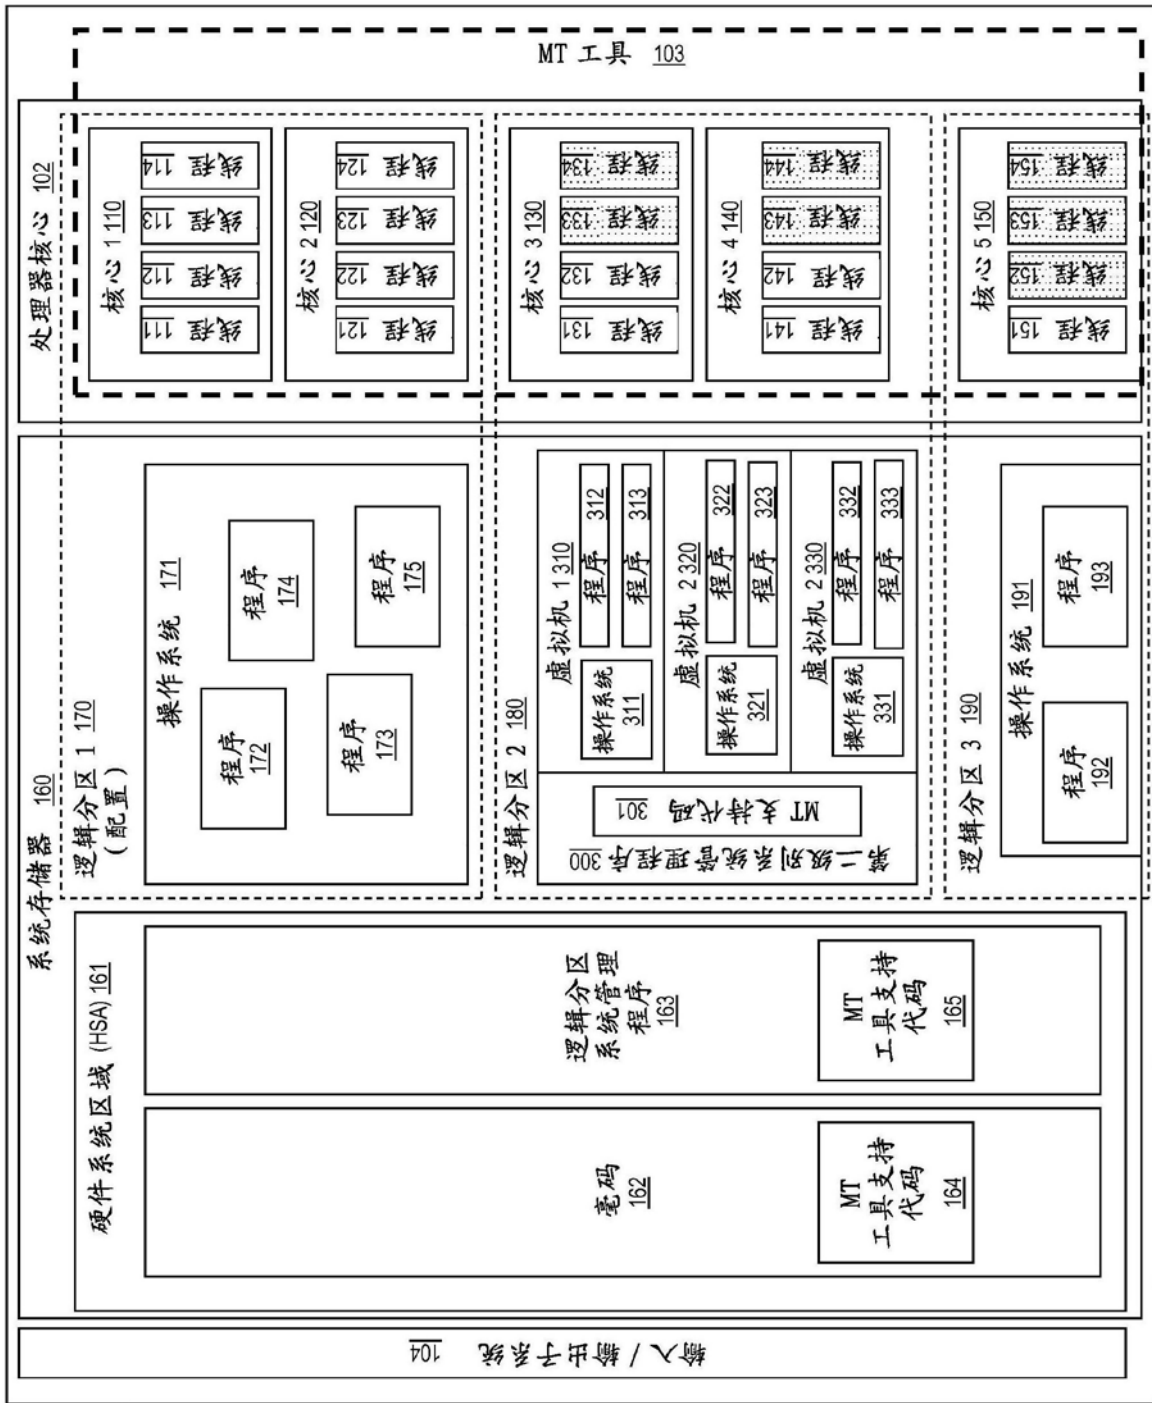 MT 工具 103
处理器核心 102
核心 1 110
线程 111
线程 112
线程 113
线程 114
核心 2 120
线程 121
线程 122
线程 123
线程 124
核心 3 130
线程 131
线程 132
线程 133
线程 134
核心 4 140
线程 141
线程 142
线程 143
线程 144
核心 5 150
线程 151
线程 152
线程 153
线程 154
系统存储器 160
逻辑分区 1 170
(配置)
操作系统 171
程序
172
程序
174
程序
173
程序
175
逻辑分区 2 180
第二级别系统管理程序 300
MT 支持代码 301
虚拟机 1 310
操作系统
311
程序 312
程序 313
虚拟机 2 320
操作系统
321
程序 322
程序 323
虚拟机 2 330
操作系统
331
程序 332
程序 333
逻辑分区 3 190
操作系统 191
程序
192
程序
193
硬件系统区域 (HSA) 161
逻辑分区
系统管理
程序
163
MT
工具支持
代码
165
毫码
162
MT
工具支持
代码
164
输入/输出子系统 104